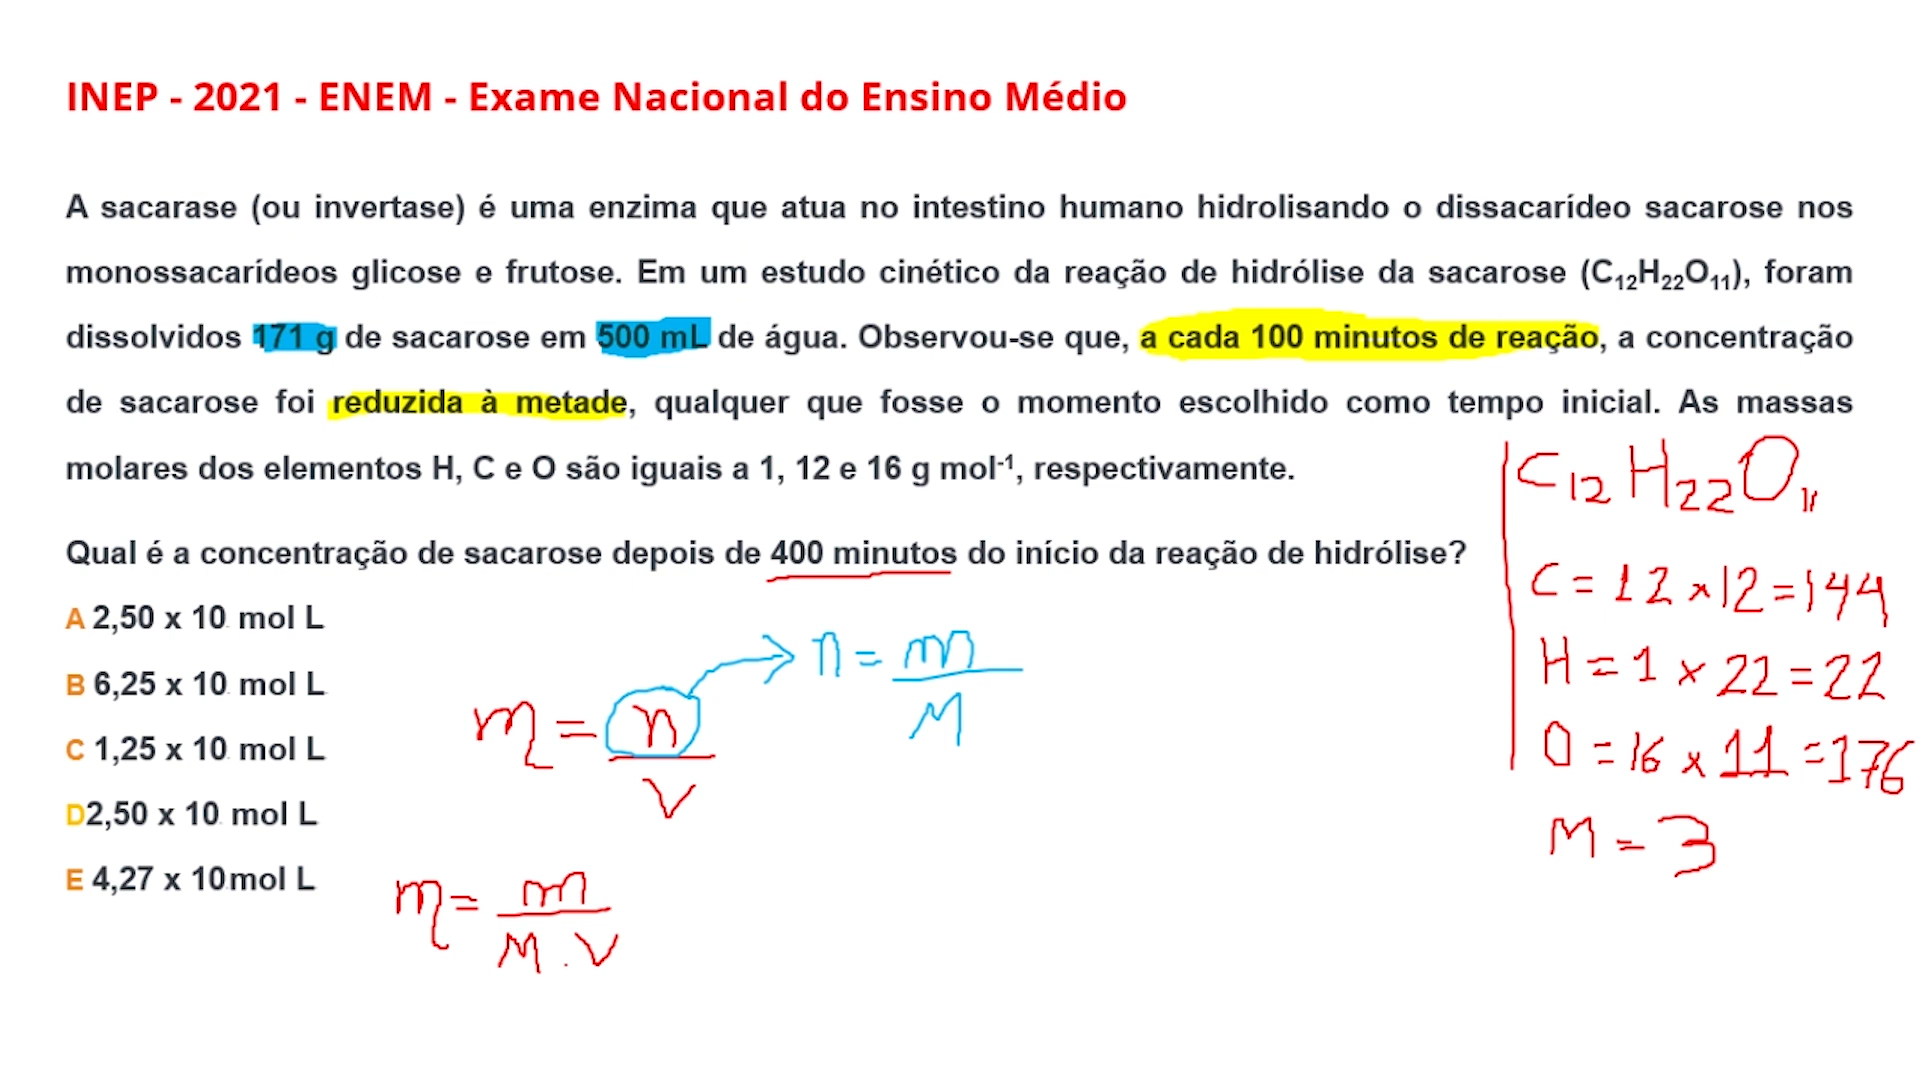 INEP - 2021 - ENEM - Exame Nacional do Ensino Médio
A sacarase (ou invertase) é uma enzima que atua no intestino humano hidrolisando o dissacarídeo sacarose nos
monossacarídeos glicose e frutose. Em um estudo cinético da reação de hidrólise da sacarose (C₁₂H₂₂O₁₁), foram
dissolvidos 171 g de sacarose em 500 mL de água. Observou-se que, a cada 100 minutos de reação, a concentração
de sacarose foi reduzida à metade, qualquer que fosse o momento escolhido como tempo inicial. As massas
molares dos elementos H, C e O são iguais a 1, 12 e 16 g mol⁻¹, respectivamente.
C₁₂H₂₂O₁₁
Qual é a concentração de sacarose depois de 400 minutos do início da reação de hidrólise?
C = 12 × 12 = 144
A 2,50 x 10 mol L
n = m
M
B 6,25 x 10 mol L
H = 1 × 22 = 22
m = n
V
C 1,25 x 10 mol L
O = 16 × 11 = 176
D2,50 x 10 mol L
M = 3
E 4,27 x 10mol L
m = m
M . V